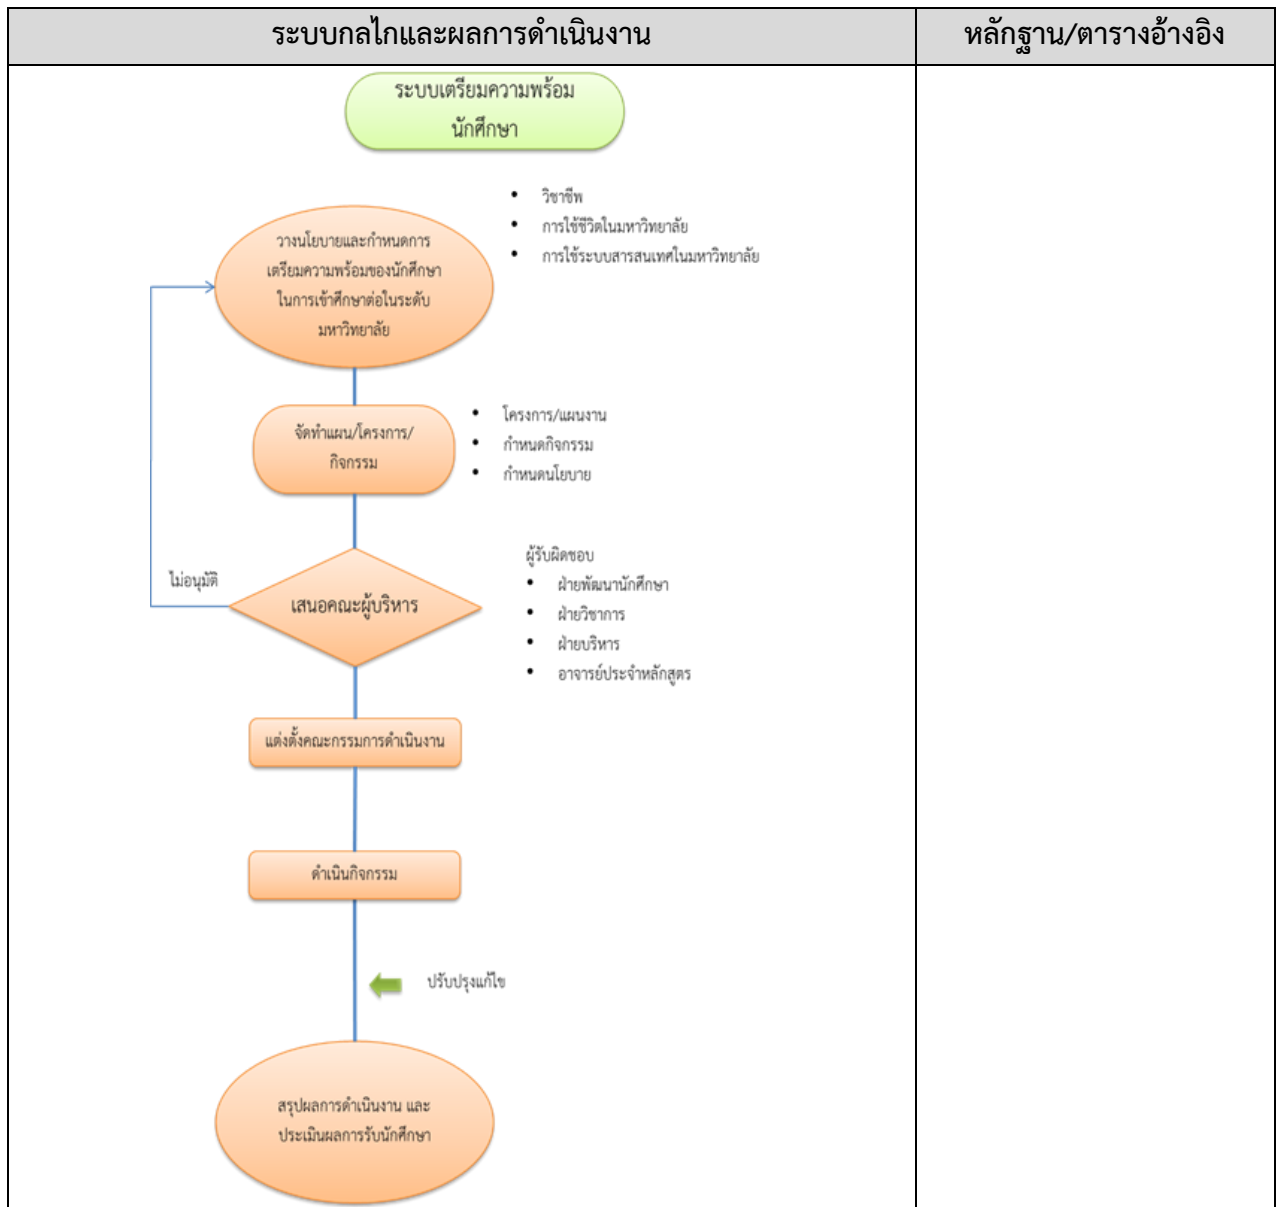 ระบบกลไกและผลการดำเนินงาน
หลักฐาน/ตารางอ้างอิง
ระบบเตรียมความพร้อม
นักศึกษา
• วิชาชีพ
• การใช้ชีวิตในมหาวิทยาลัย
• การใช้ระบบสารสนเทศในมหาวิทยาลัย
วางนโยบายและกำหนดการ
เตรียมความพร้อมของนักศึกษา
ในการเข้าศึกษาต่อในระดับ
มหาวิทยาลัย
จัดทำแผน/โครงการ/
กิจกรรม
• โครงการ/แผนงาน
• กำหนดกิจกรรม
• กำหนดนโยบาย
ไม่อนุมัติ
เสนอคณะผู้บริหาร
ผู้รับผิดชอบ
• ฝ่ายพัฒนานักศึกษา
• ฝ่ายวิชาการ
• ฝ่ายบริหาร
• อาจารย์ประจำหลักสูตร
แต่งตั้งคณะกรรมการดำเนินงาน
ดำเนินกิจกรรม
ปรับปรุงแก้ไข
สรุปผลการดำเนินงาน และ
ประเมินผลการรับนักศึกษา